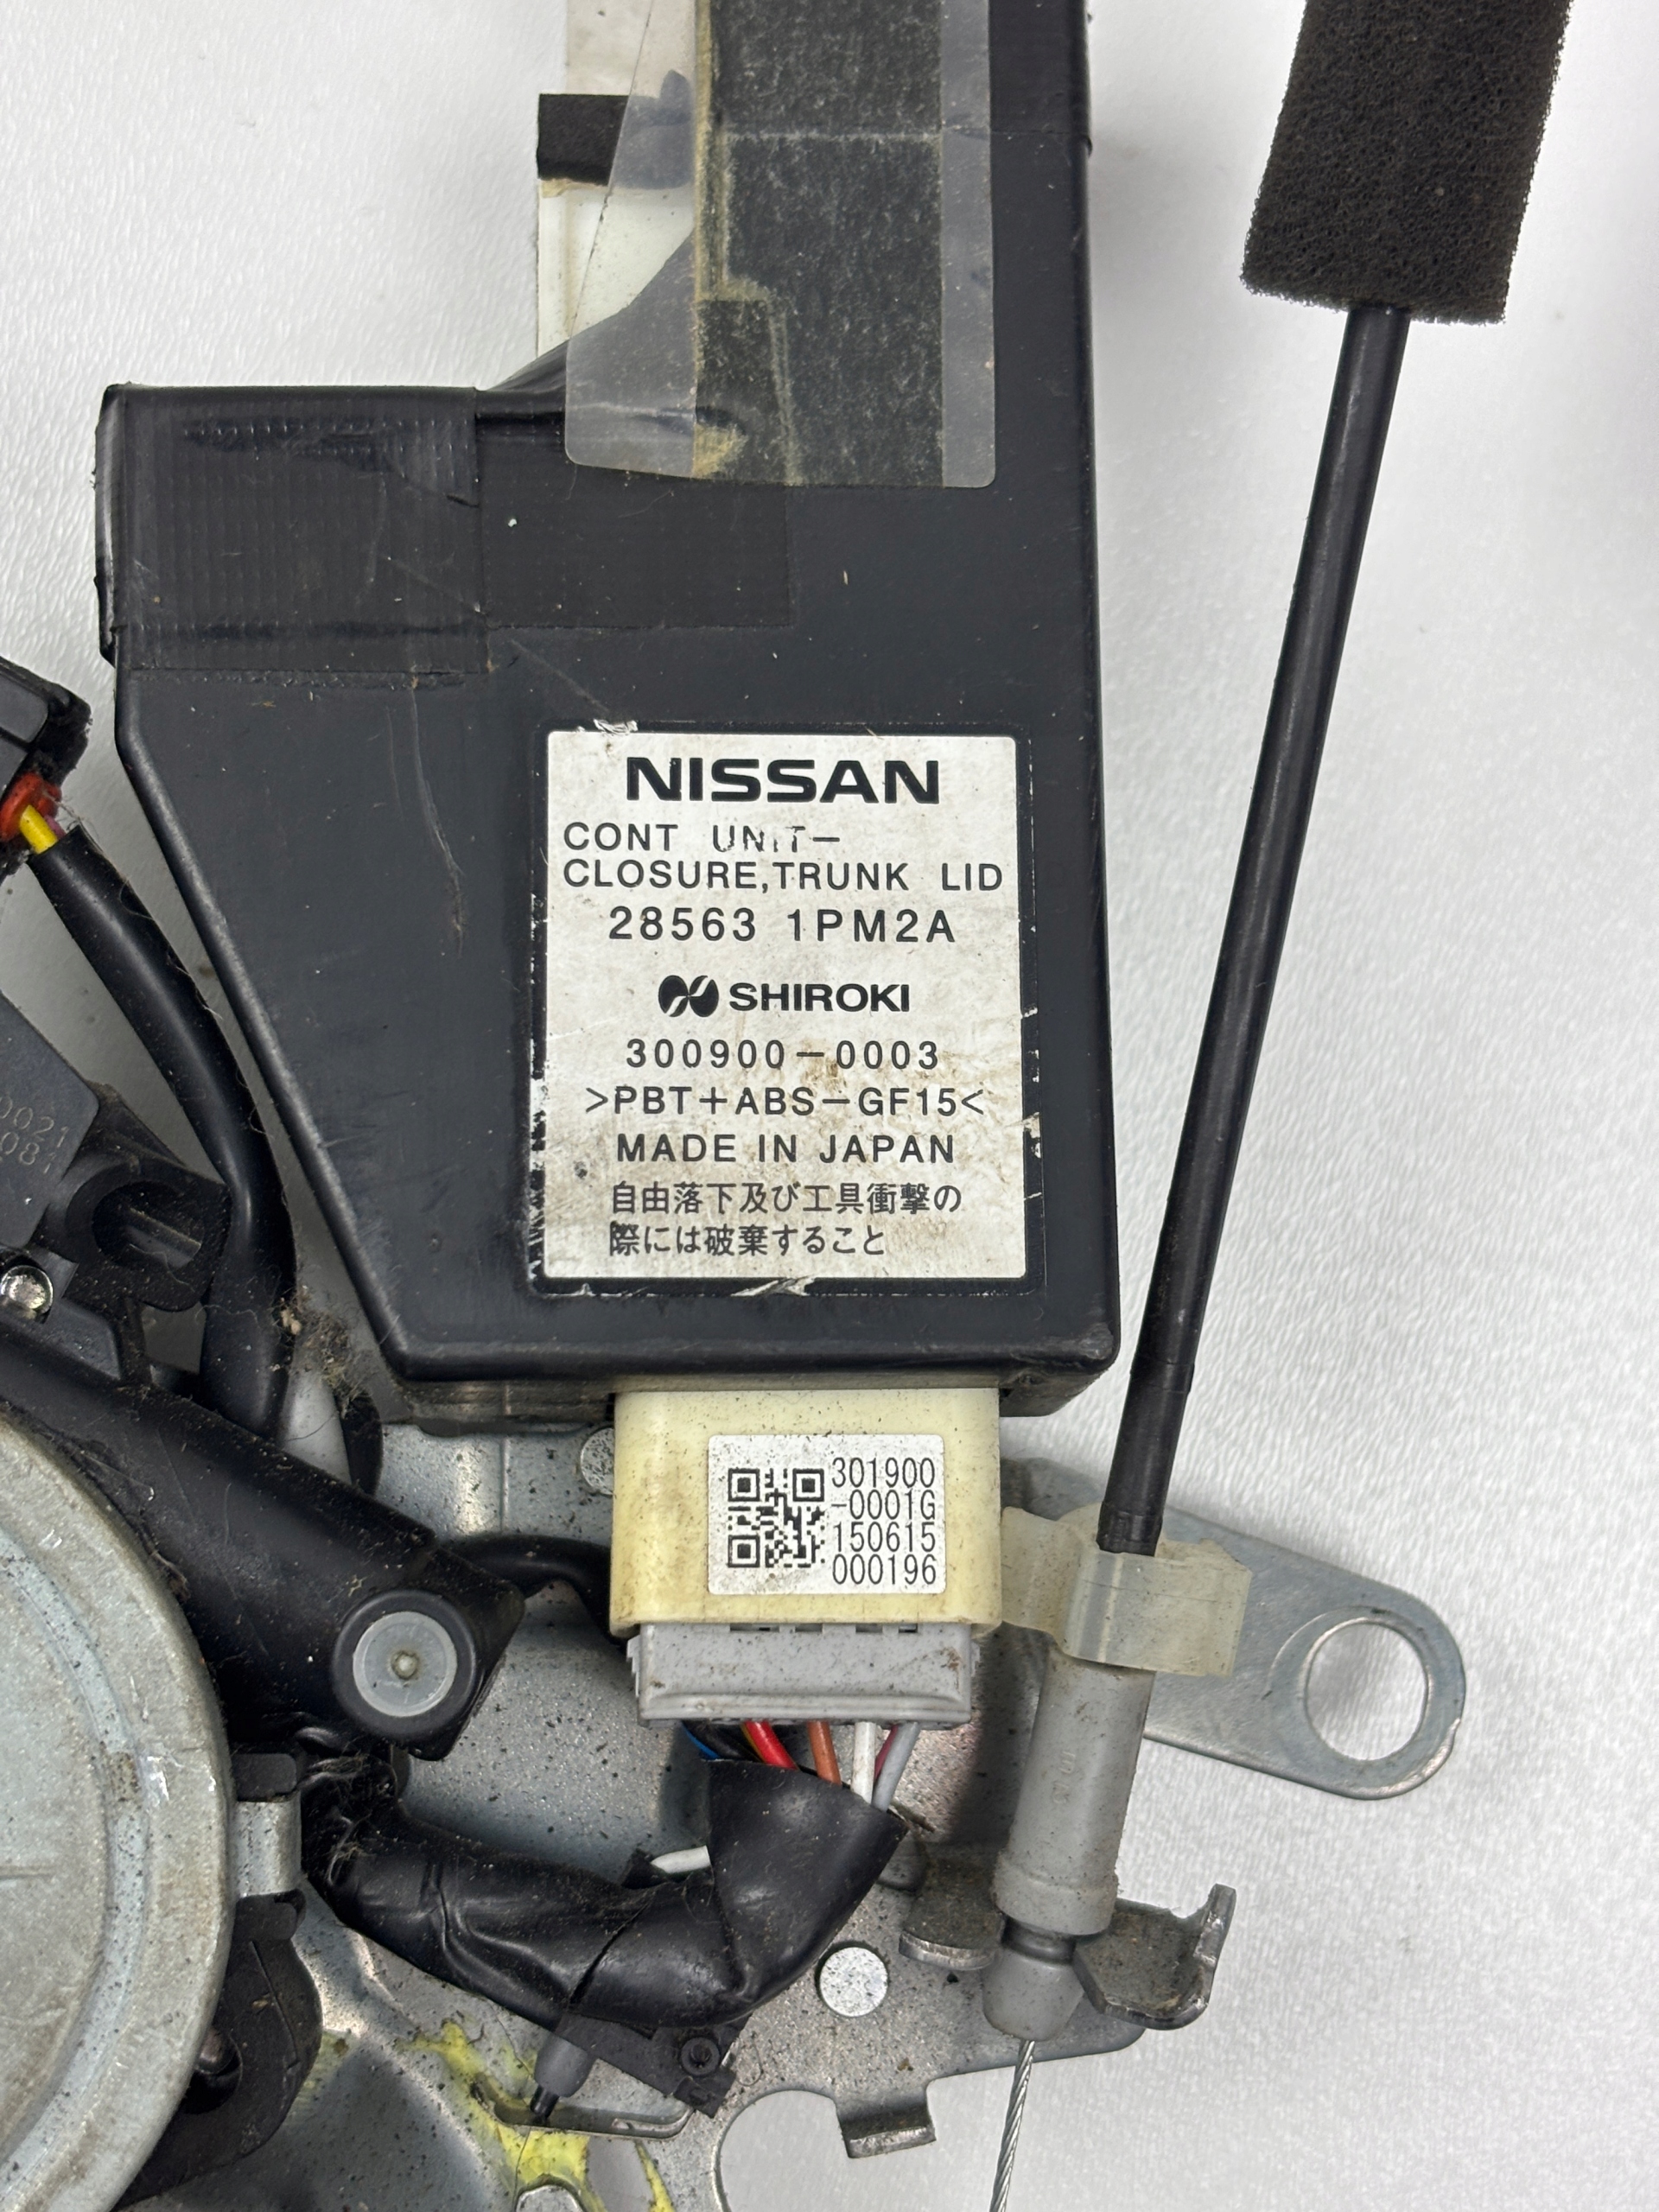 NISSAN
CONT UNIT-
CLOSURE,TRUNK LID
28563 1PM2A
SHIROKI
300900-0003
>PBT+ABS-GF15<
MADE IN JAPAN
自由落下及び工具衝撃の
際には破棄すること
301900
-0001G
150615
000196